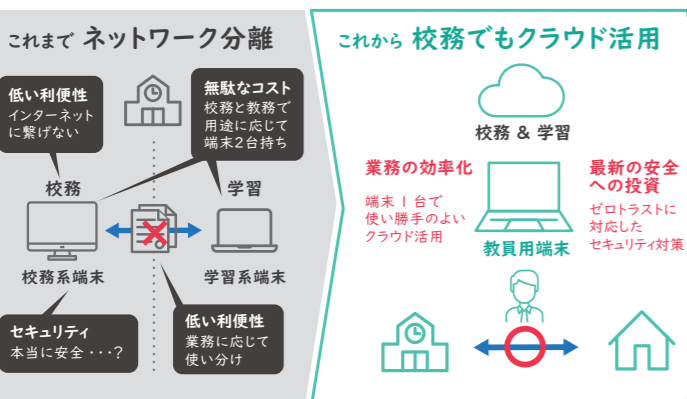 これまで ネットワーク分離
低い利便性
インターネット
に繋げない
無駄なコスト
校務と教務で
用途に応じて
端末2台持ち
校務
学習
校務系端末
学習系端末
セキュリティ
本当に安全・・・?
低い利便性
業務に応じて
使い分け
これから 校務でもクラウド活用
校務 & 学習
業務の効率化
端末1台で
使い勝手のよい
クラウド活用
教員用端末
最新の安全
への投資
ゼロトラストに
対応した
セキュリティ対策